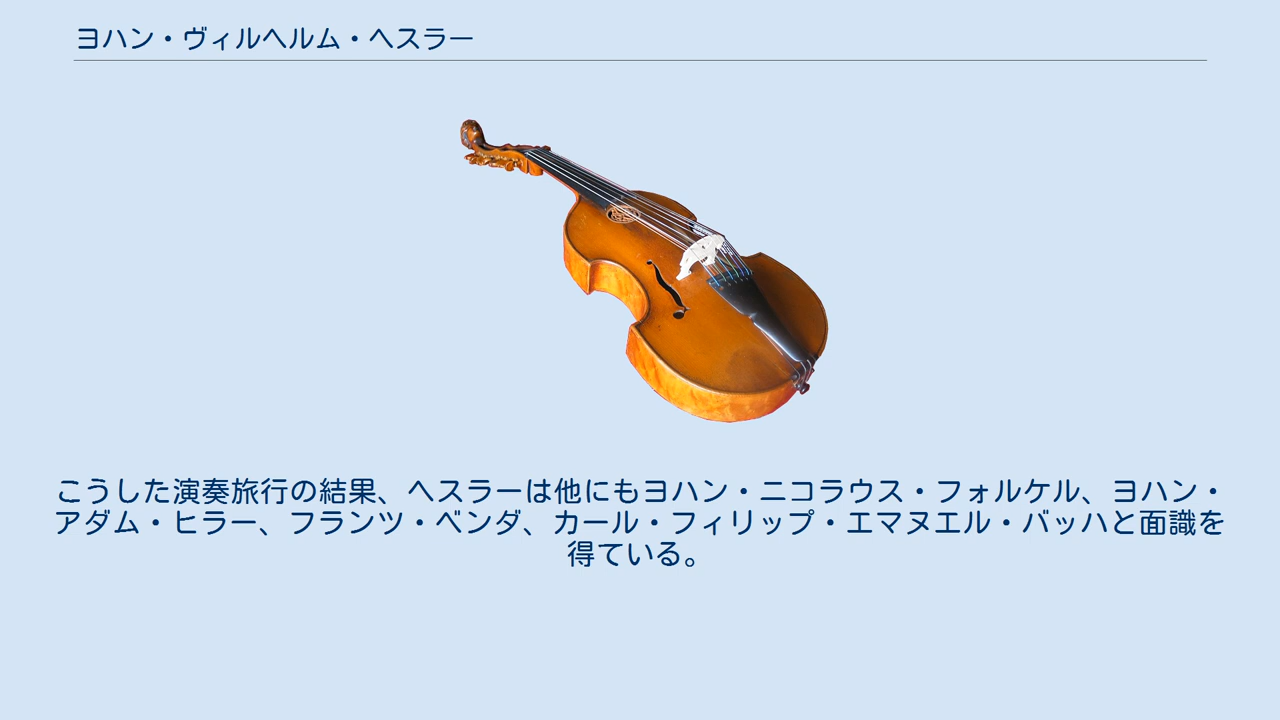 ヨハン・ヴィルヘルム・ヘスラー
こうした演奏旅行の結果、ヘスラーは他にもヨハン・ニコラウス・フォルケル、ヨハン・
アダム・ヒラー、フランツ・ベンダ、カール・フィリップ・エマヌエル・バッハと面識を
得ている。